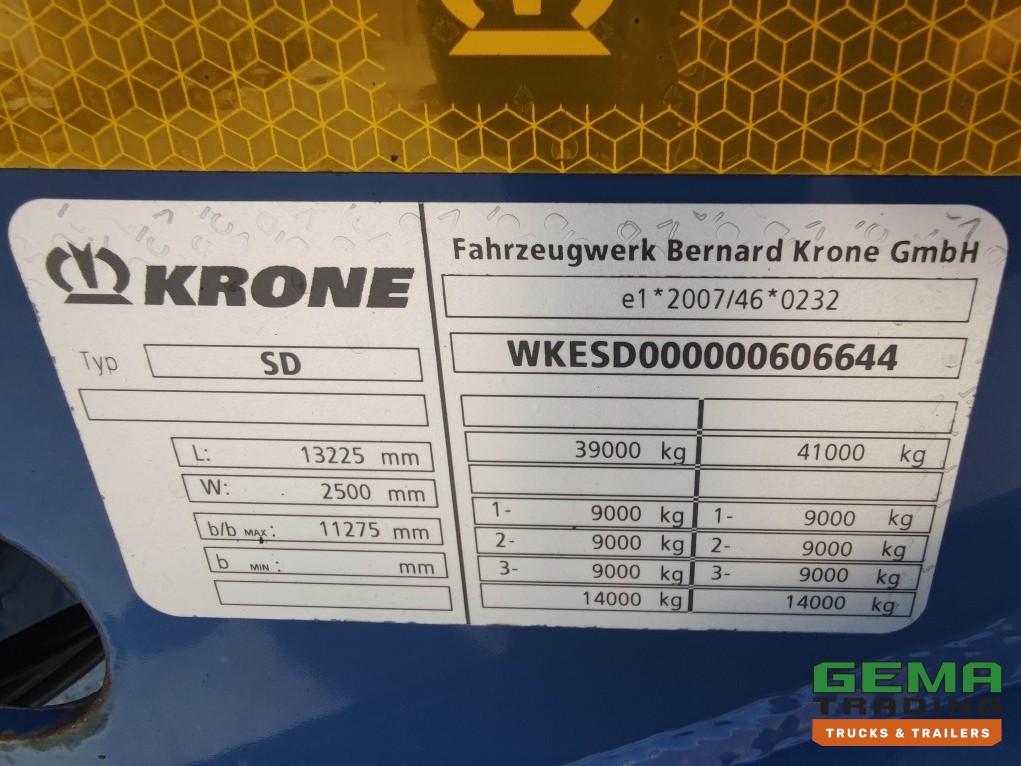 KRONE
Typ SD
L: 13225 mm
W: 2500 mm
b/b MAX: 11275 mm
b MIN: mm
Fahrzeugwerk Bernard Krone GmbH
e1*2007/46*0232
WKESD000000606644
39000 kg 41000 kg
1- 9000 kg 1- 9000 kg
2- 9000 kg 2- 9000 kg
3- 9000 kg 3- 9000 kg
14000 kg 14000 kg
GEMA
TRADING
TRUCKS & TRAILERS